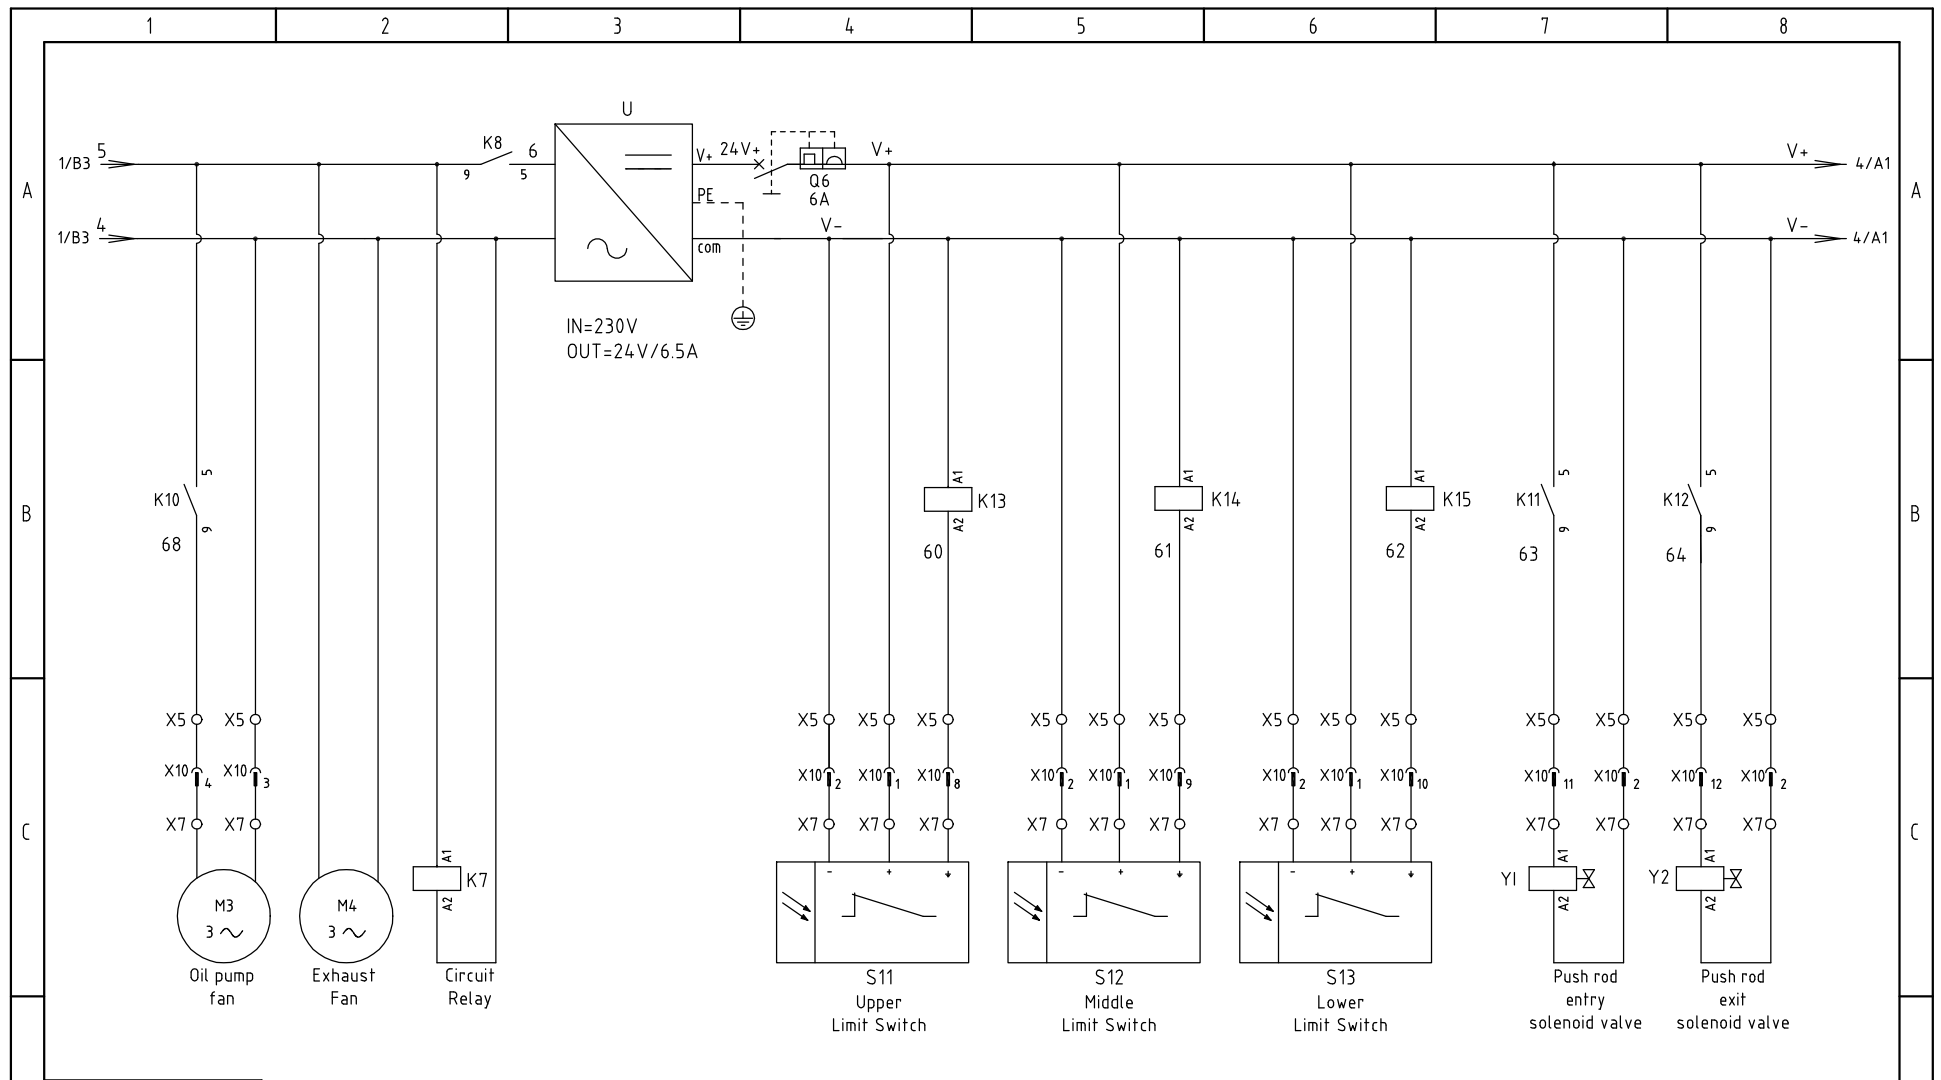 1 2 3 4 5 6 7 8
U
1/B3 5 K8 6 V+ 24V+ V+ V+ 4/A1
9 5
A PE Q6 A
6A
1/B3 4 V- V- 4/A1
com
IN=230V
OUT=24V/6.5A
5 A1 A1 A1 5 5
K10 K13 K14 K15 K11 K12
B 9 A2 A2 A2 9 9 B
68 60 61 62 63 64
X5 X5 X5 X5 X5 X5 X5 X5 X5 X5 X5 X5 X5 X5 X5
X10 4 X10 3 X10 2 X10 1 X10 8 X10 2 X10 1 X10 9 X10 2 X10 1 X10 10 X10 11 X10 2 X10 12 X10 2
X7 X7 X7 X7 X7 X7 X7 X7 X7 X7 X7 X7 X7 X7 X7
C C
A1 A1 A1
K7 - + - + - + Y1 Y2
A2 A2 A2
M3 M4
3 3
Oil pump
fan
Exhaust
Fan
Circuit
Relay
S11
Upper
Limit Switch
S12
Middle
Limit Switch
S13
Lower
Limit Switch
Push rod
entry
solenoid valve
Push rod
exit
solenoid valve